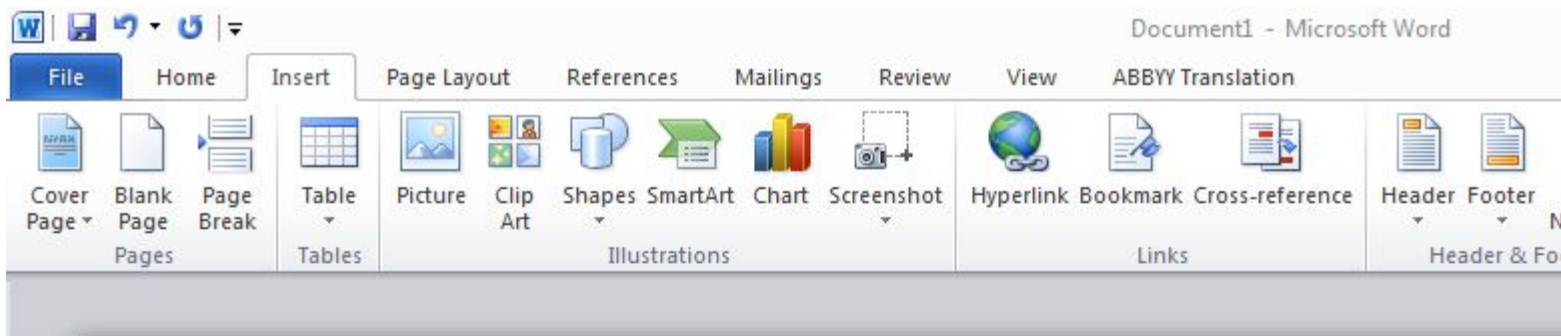 Document1 - Microsoft Word
File Home Insert Page Layout References Mailings Review View ABBYY Translation
Cover Page Blank Page Page Break Table Picture Clip Art Shapes SmartArt Chart Screenshot Hyperlink Bookmark Cross-reference Header Footer
Pages Tables Illustrations Links Header & Fo